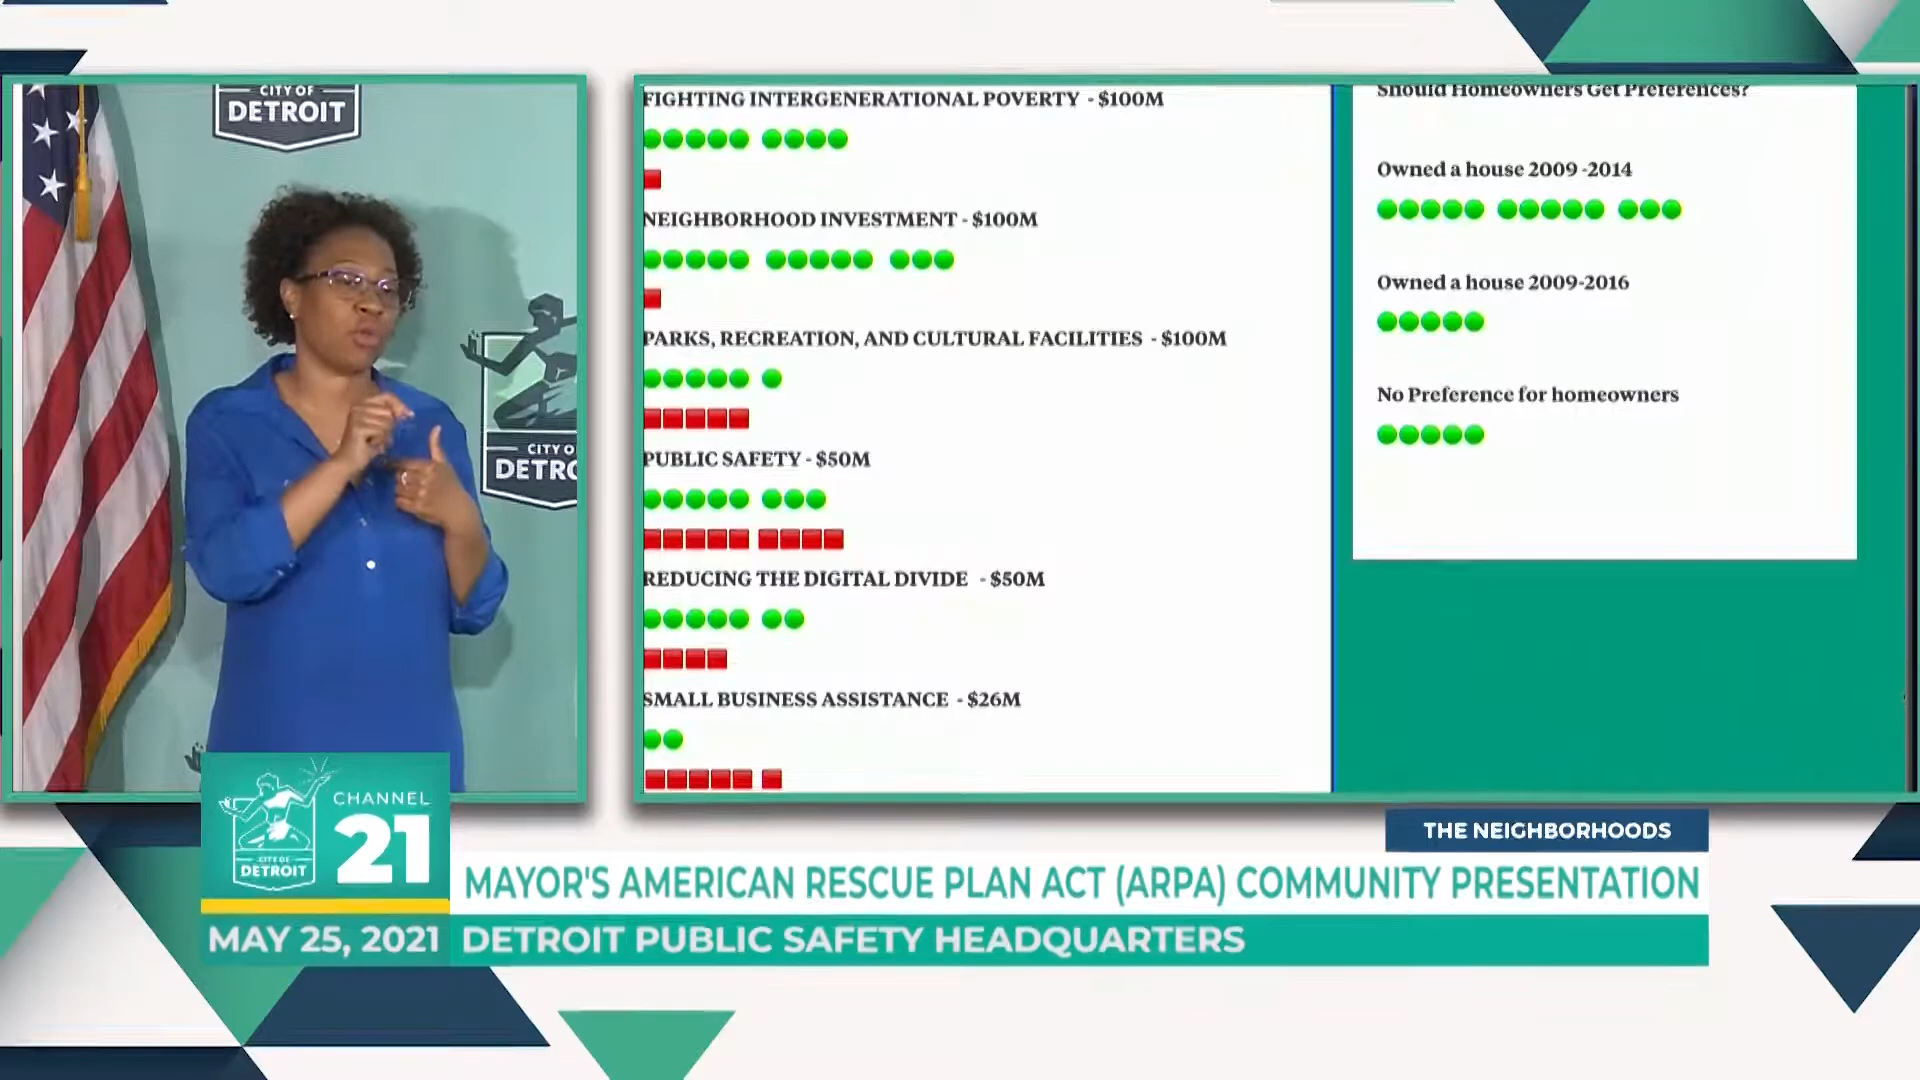 CITY OF
DETROIT
CITY O
DETRO
FIGHTING INTERGENERATIONAL POVERTY - $100M
NEIGHBORHOOD INVESTMENT - $100M
PARKS, RECREATION, AND CULTURAL FACILITIES - $100M
PUBLIC SAFETY - $50M
REDUCING THE DIGITAL DIVIDE - $50M
SMALL BUSINESS ASSISTANCE - $26M
Should Homeowners Get Preferences?
Owned a house 2009 -2014
Owned a house 2009-2016
No Preference for homeowners
THE NEIGHBORHOODS
CITY OF
DETROIT
CHANNEL
21
MAYOR'S AMERICAN RESCUE PLAN ACT (ARPA) COMMUNITY PRESENTATION
MAY 25, 2021
DETROIT PUBLIC SAFETY HEADQUARTERS